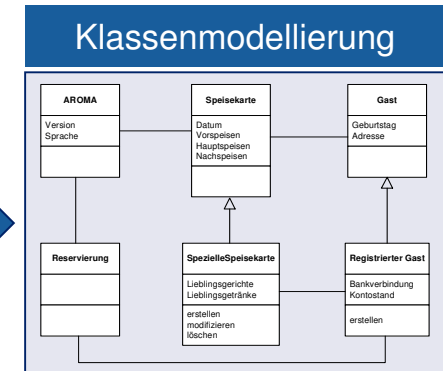 Klassenmodellierung
AROMA
Version
Sprache
Speisekarte
Datum
Vorspeisen
Hauptspeisen
Nachspeisen
Gast
Geburtstag
Adresse
Reservierung
SpezielleSpeisekarte
Lieblingsgerichte
Lieblingsgetränke
erstellen
modifizieren
löschen
Registrierter Gast
Bankverbindung
Kontostand
erstellen